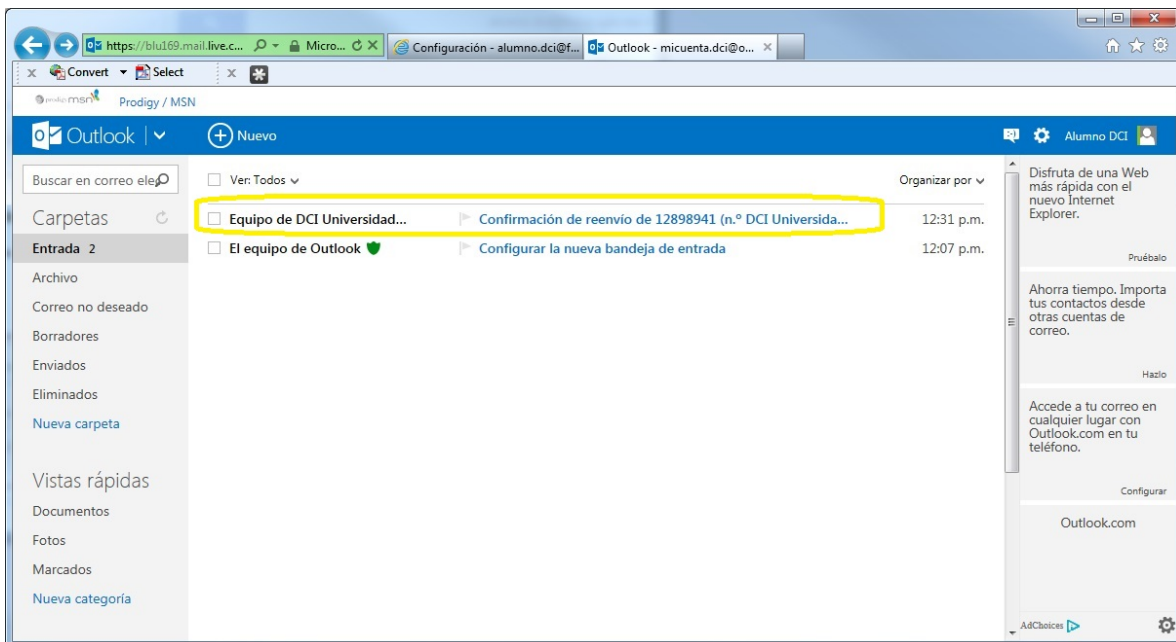 https://blu169.mail.live.c...
Micro...
Configuración - alumno.dci@f...
Outlook - micuenta.dci@o...
Convert
Select
prodigy msn
Prodigy / MSN
Outlook
Nuevo
Alumno DCI
Buscar en correo ele
Ver: Todos
Organizar por
Carpetas
Equipo de DCI Universidad...
Confirmación de reenvío de 12898941 (n.º DCI Universida...
12:31 p.m.
Entrada 2
El equipo de Outlook
Configurar la nueva bandeja de entrada
12:07 p.m.
Archivo
Correo no deseado
Borradores
Enviados
Eliminados
Nueva carpeta
Vistas rápidas
Documentos
Fotos
Marcados
Nueva categoría
Disfruta de una Web
más rápida con el
nuevo Internet
Explorer.
Pruébalo
Ahorra tiempo. Importa
tus contactos desde
otras cuentas de
correo.
Hazlo
Accede a tu correo en
cualquier lugar con
Outlook.com en tu
teléfono.
Configurar
Outlook.com
AdChoices